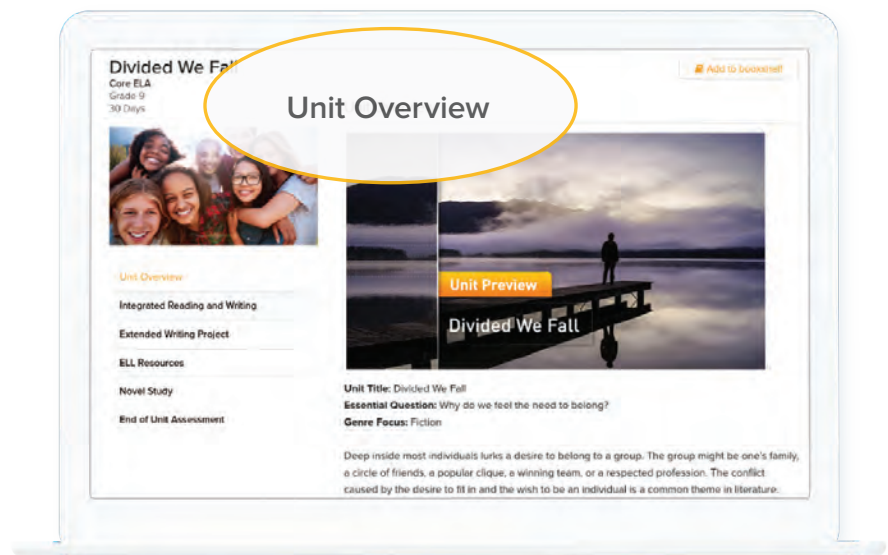 Divided We Fall
Core ELA
Grade 9
30 Days
Unit Overview
Add to bookshelf
Unit Overview
Integrated Reading and Writing
Extended Writing Project
ELL Resources
Novel Study
End of Unit Assessment
Unit Preview
Divided We Fall
Unit Title: Divided We Fall
Essential Question: Why do we feel the need to belong?
Genre Focus: Fiction
Deep inside most individuals lurks a desire to belong to a group. The group might be one's family,
a circle of friends, a popular clique, a winning team, or a respected profession. The conflict
caused by the desire to fit in and the wish to be an individual is a common theme in literature.